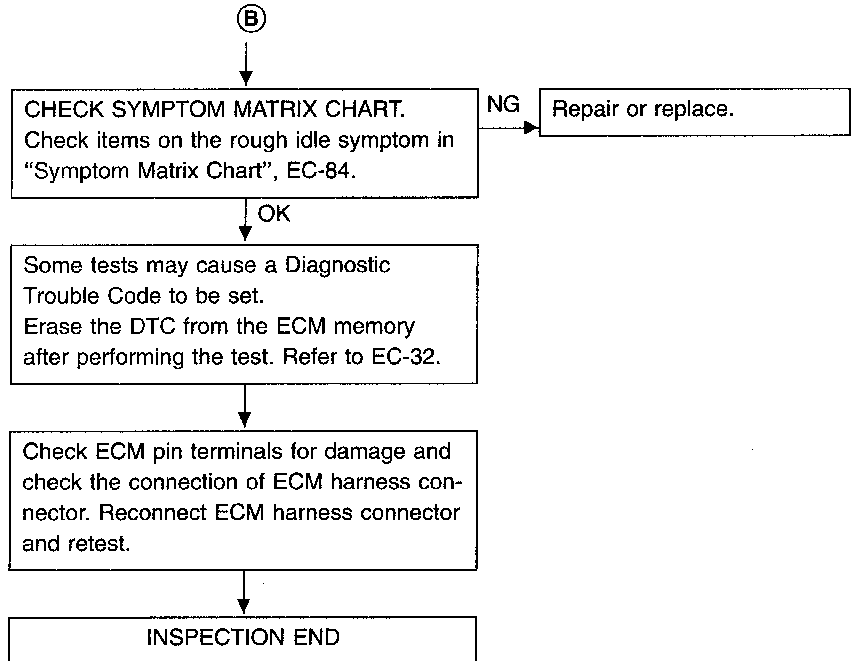 B
CHECK SYMPTOM MATRIX CHART.
Check items on the rough idle symptom in
“Symptom Matrix Chart”, EC-84.
NG
Repair or replace.
OK
Some tests may cause a Diagnostic
Trouble Code to be set.
Erase the DTC from the ECM memory
after performing the test. Refer to EC-32.
Check ECM pin terminals for damage and
check the connection of ECM harness con-
nector. Reconnect ECM harness connector
and retest.
INSPECTION END